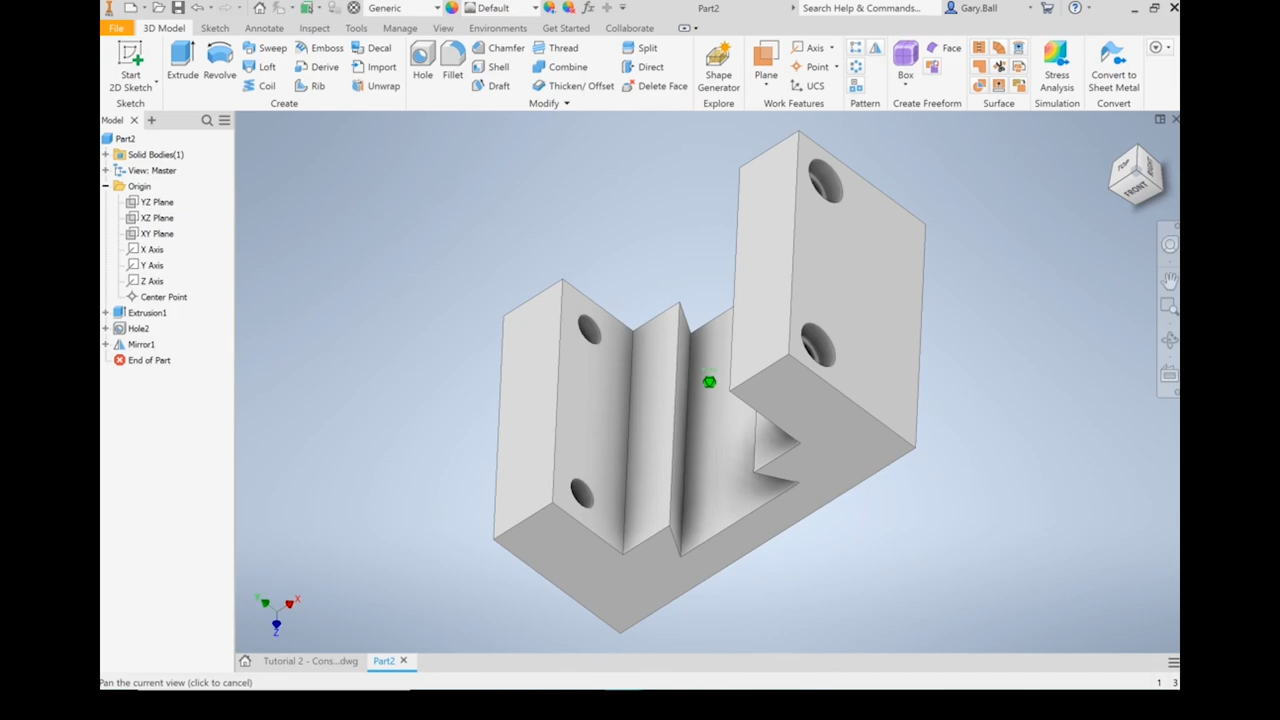 Generic
Default
Part2
Search Help & Commands...
Gary.Ball
File
3D Model
Sketch
Annotate
Inspect
Tools
Manage
View
Environments
Get Started
Collaborate
Start
2D Sketch
Extrude
Revolve
Sweep
Loft
Coil
Emboss
Derive
Rib
Decal
Import
Unwrap
Hole
Fillet
Chamfer
Shell
Draft
Thread
Combine
Thicken/ Offset
Split
Direct
Delete Face
Shape
Generator
Plane
Axis
Point
UCS
Box
Face
Stress
Analysis
Convert to
Sheet Metal
Sketch
Create
Modify
Explore
Work Features
Pattern
Create Freeform
Surface
Simulation
Convert
Model
Part2
Solid Bodies(1)
View: Master
Origin
YZ Plane
XZ Plane
XY Plane
X Axis
Y Axis
Z Axis
Center Point
Extrusion1
Hole2
Mirror1
End of Part
TOP
FRONT
X
Z
Tutorial 2 - Cons...dwg
Part2
Pan the current view (click to cancel)
1
3